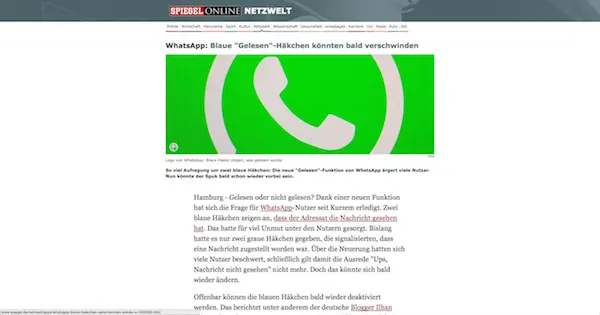 SPIEGEL ONLINE NETZWELT
Politik Wirtschaft Panorama Sport Kultur Netzwelt Wissenschaft Gesundheit einestages Karriere Uni Reise Auto
WhatsApp: Blaue "Gelesen"-Häkchen könnten bald verschwinden
Logo von WhatsApp: Blaue Haken zeigen, was gelesen wurde
So viel Aufregung um zwei blaue Häkchen: Die neue "Gelesen"-Funktion von WhatsApp ärgert viele Nutzer.
Nun könnte der Spuk bald schon wieder vorbei sein.
Hamburg - Gelesen oder nicht gelesen? Dank einer neuen Funktion
hat sich die Frage für WhatsApp-Nutzer seit Kurzem erledigt. Zwei
blaue Häkchen zeigen an, dass der Adressat die Nachricht gesehen
hat. Das hatte für viel Unmut unter den Nutzern gesorgt. Bislang
hatte es nur zwei graue Häkchen gegeben, die signalisierten, dass
eine Nachricht zugestellt worden war. Über die Neuerung hatten sich
viele Nutzer beschwert, schließlich gilt damit die Ausrede "Ups,
Nachricht nicht gesehen" nicht mehr. Doch das könnte sich bald
wieder ändern.
Offenbar können die blauen Häkchen bald wieder deaktiviert
werden. Das berichtet unter anderem der deutsche Blogger Ilhan